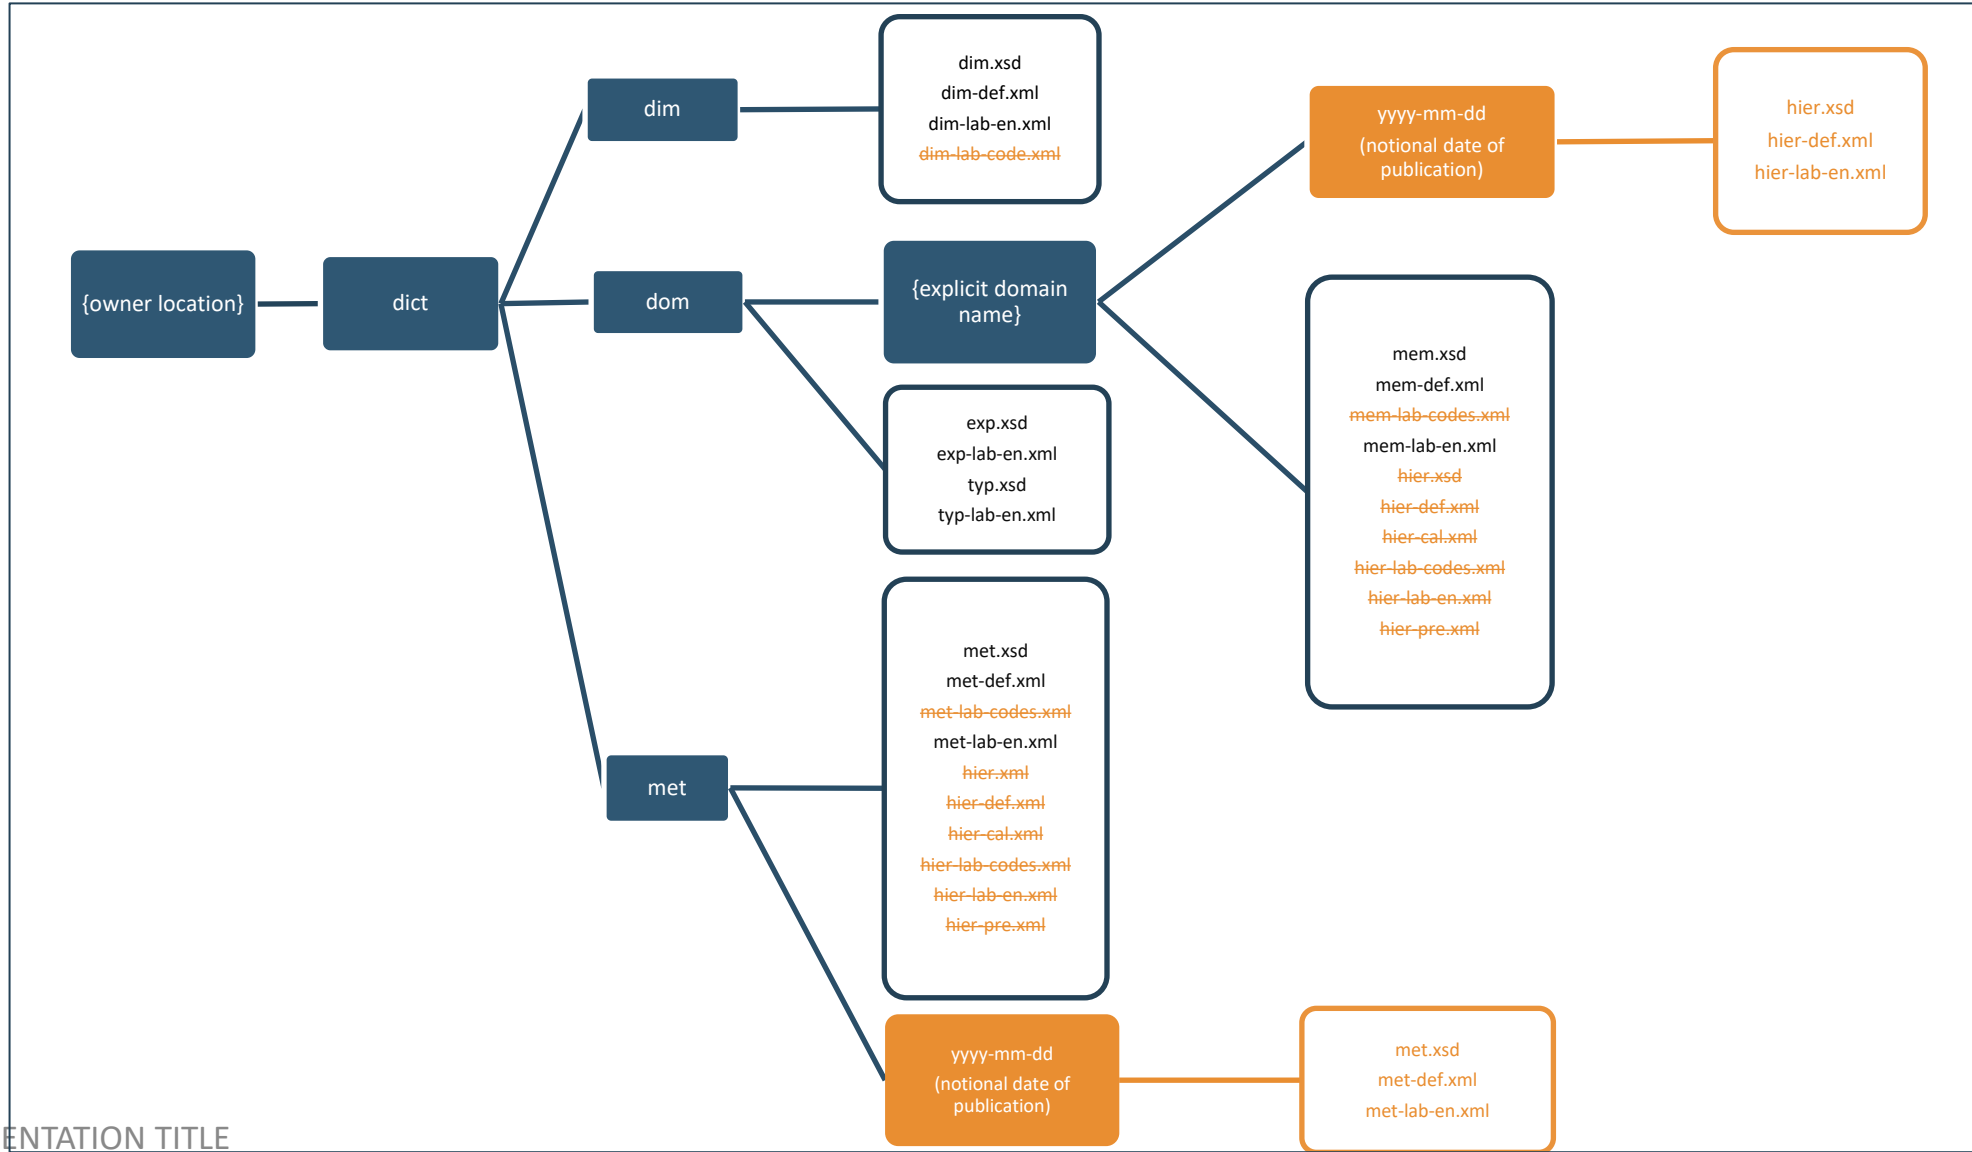 {owner location}
dict
dim
dim.xsd
dim-def.xml
dim-lab-en.xml
dim-lab-code.xml
dom
{explicit domain
name}
yyyy-mm-dd
(notional date of
publication)
hier.xsd
hier-def.xml
hier-lab-en.xml
mem.xsd
mem-def.xml
mem-lab-codes.xml
mem-lab-en.xml
hier.xsd
hier-def.xml
hier-cal.xml
hier-lab-codes.xml
hier-lab-en.xml
hier-pre.xml
exp.xsd
exp-lab-en.xml
typ.xsd
typ-lab-en.xml
met
met.xsd
met-def.xml
met-lab-codes.xml
met-lab-en.xml
hier.xml
hier-def.xml
hier-cal.xml
hier-lab-codes.xml
hier-lab-en.xml
hier-pre.xml
yyyy-mm-dd
(notional date of
publication)
met.xsd
met-def.xml
met-lab-en.xml
ENTATION TITLE